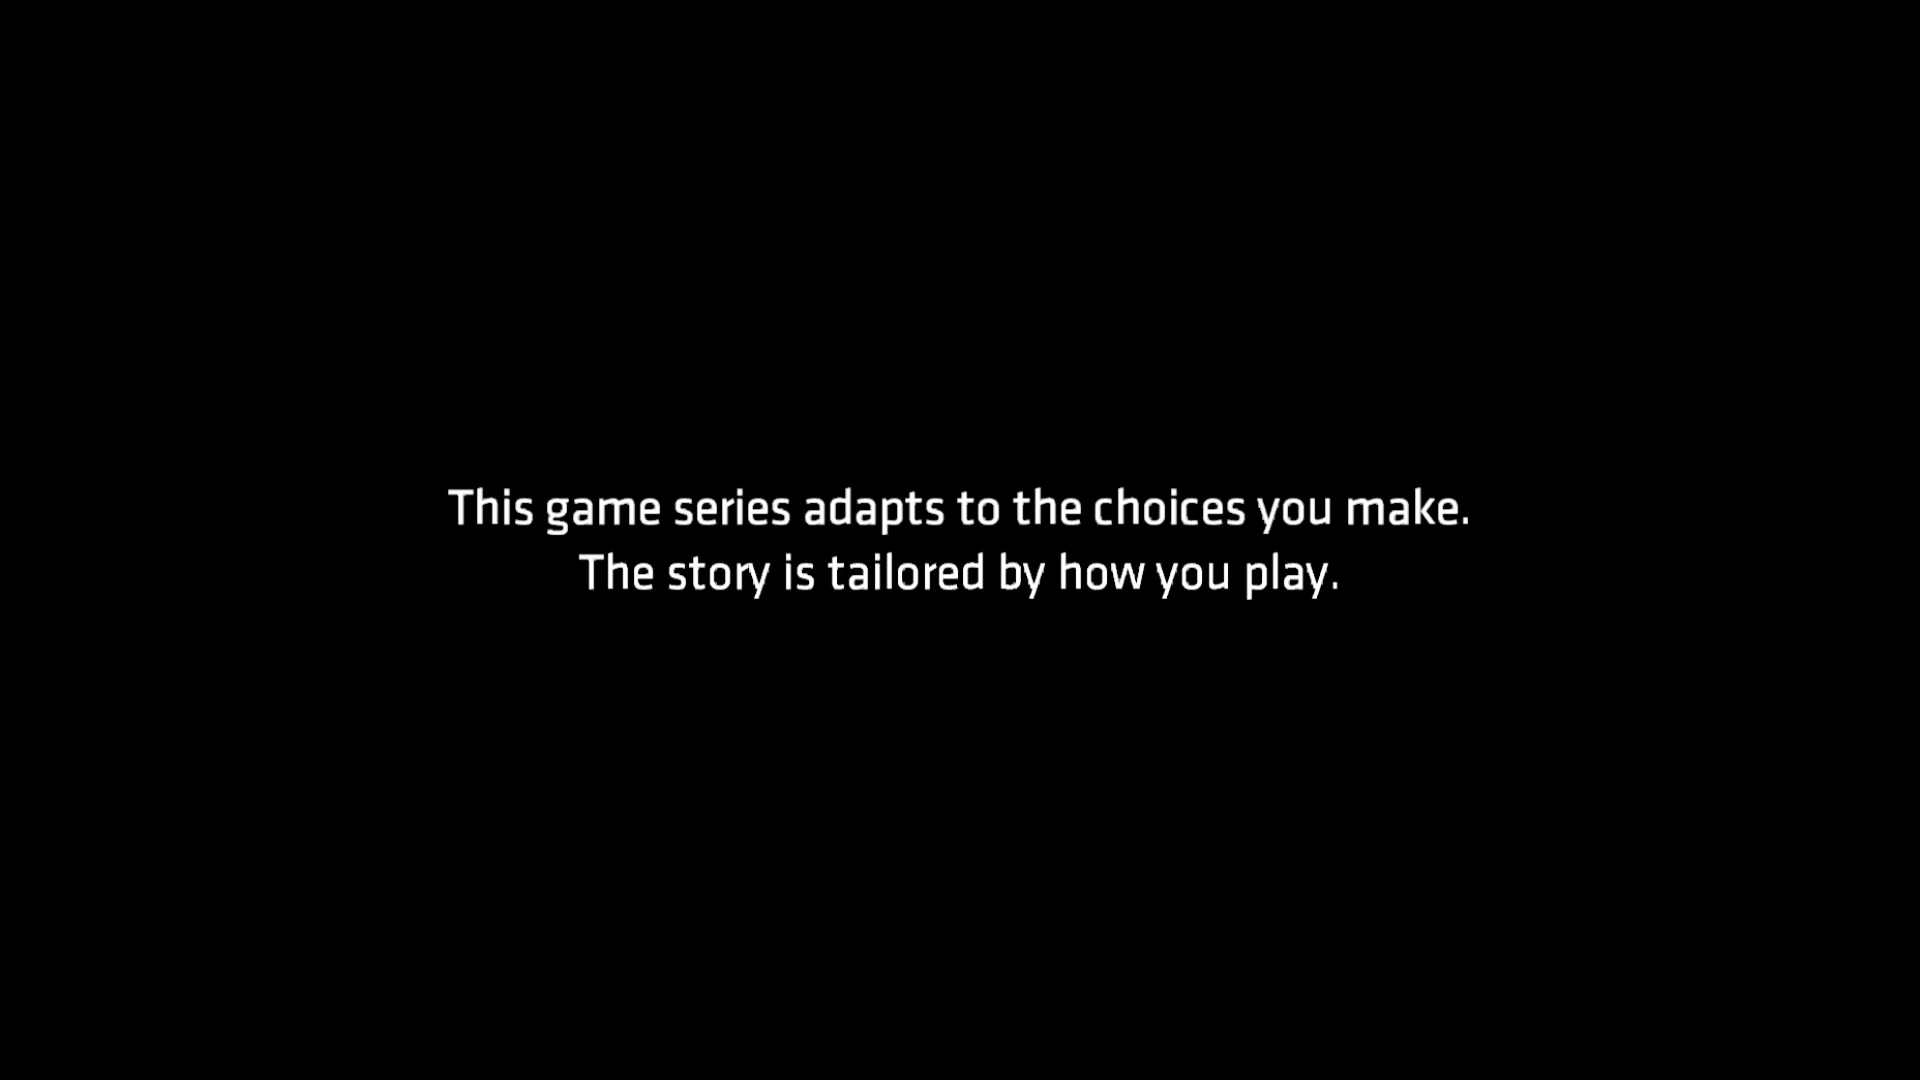 This game series adapts to the choices you make.
The story is tailored by how you play.